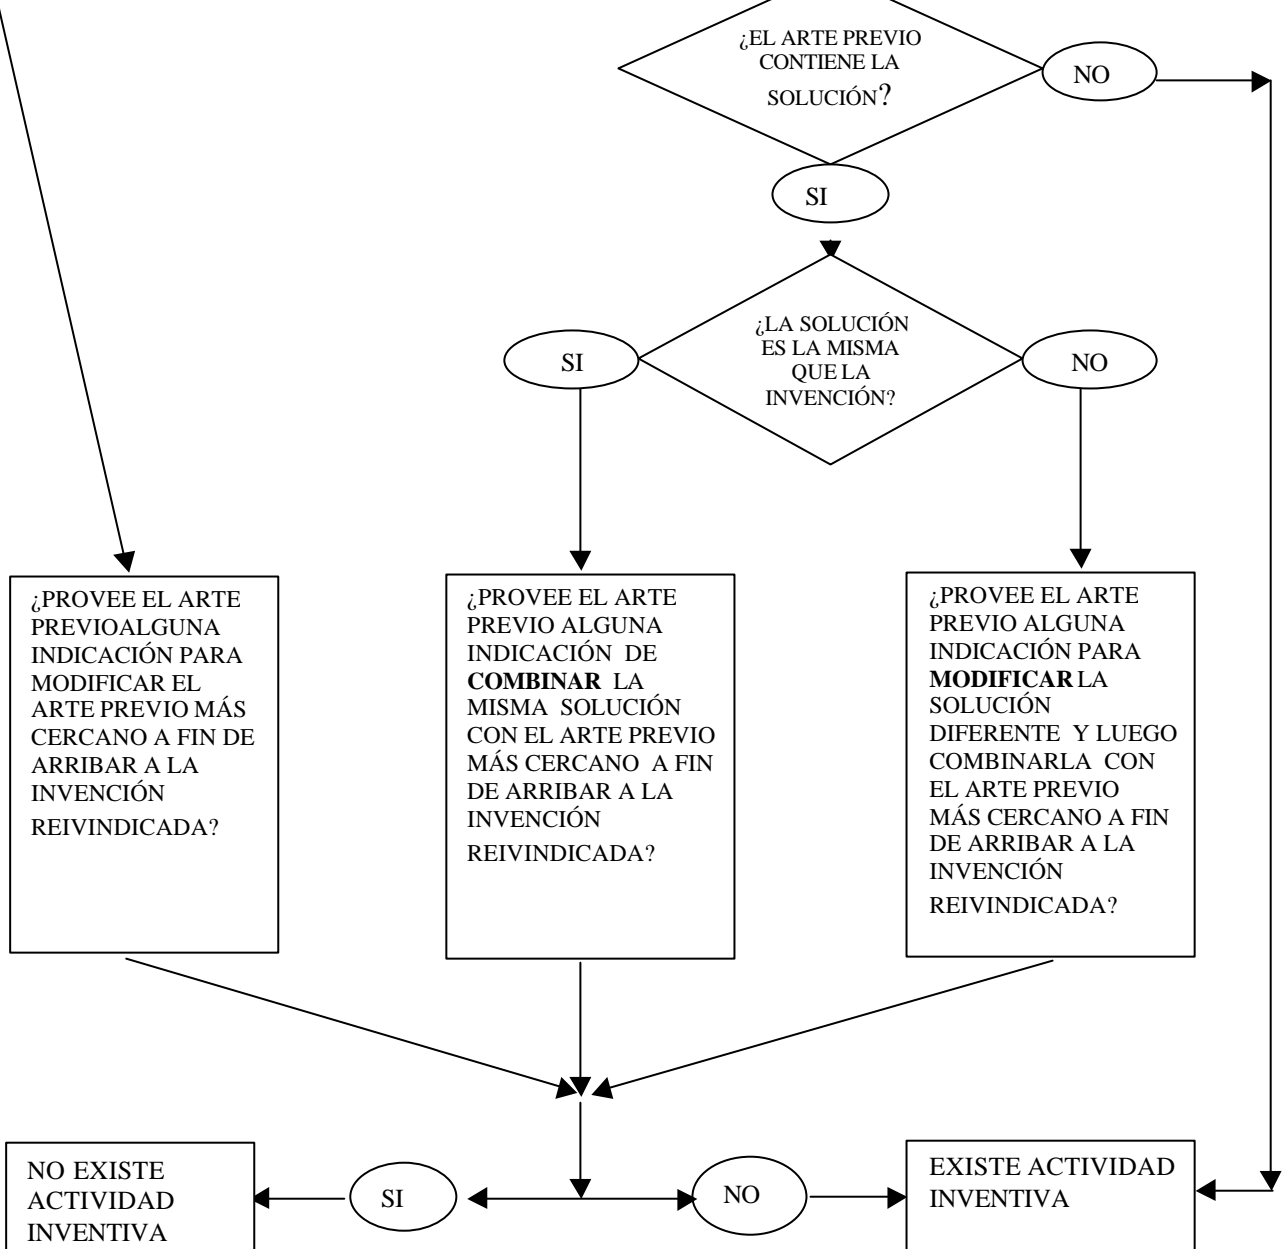 ¿EL ARTE PREVIO
CONTIENE LA
SOLUCIÓN?
NO
SI
¿LA SOLUCIÓN
ES LA MISMA
QUE LA
INVENCIÓN?
SI
NO
¿PROVEE EL ARTE
PREVIOALGUNA
INDICACIÓN PARA
MODIFICAR EL
ARTE PREVIO MÁS
CERCANO A FIN DE
ARRIBAR A LA
INVENCIÓN
REIVINDICADA?
¿PROVEE EL ARTE
PREVIO ALGUNA
INDICACIÓN DE
COMBINAR LA
MISMA SOLUCIÓN
CON EL ARTE PREVIO
MÁS CERCANO A FIN
DE ARRIBAR A LA
INVENCIÓN
REIVINDICADA?
¿PROVEE EL ARTE
PREVIO ALGUNA
INDICACIÓN PARA
MODIFICAR LA
SOLUCIÓN
DIFERENTE Y LUEGO
COMBINARLA CON
EL ARTE PREVIO
MÁS CERCANO A FIN
DE ARRIBAR A LA
INVENCIÓN
REIVINDICADA?
NO EXISTE
ACTIVIDAD
INVENTIVA
SI
NO
EXISTE ACTIVIDAD
INVENTIVA